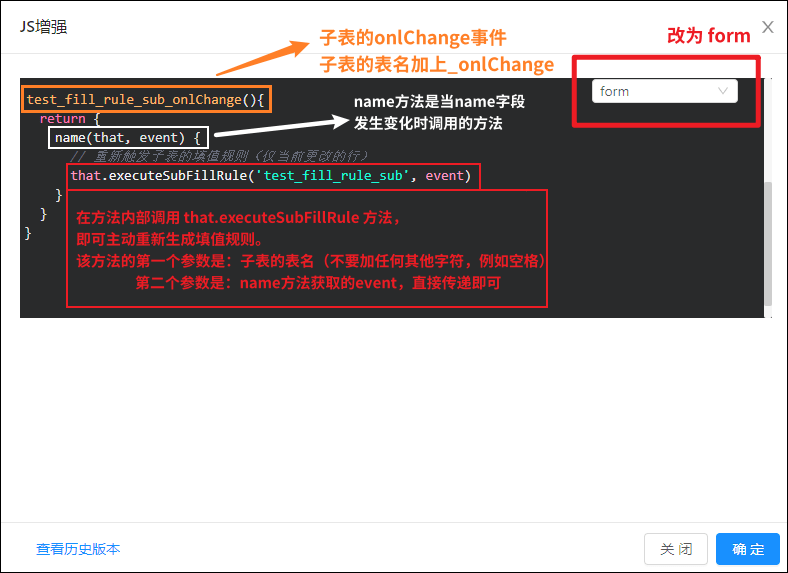 JS增强
子表的onlChange事件
子表的表名加上_onlChange
改为 form
form
test_fill_rule_sub_onlChange(){
return {
name(that, event) {
name方法是当name字段
发生变化时调用的方法
// 重新触发子表的填值规则（仅当前更改的行）
that.executeSubFillRule('test_fill_rule_sub', event)
}
}
}
在方法内部调用 that.executeSubFillRule 方法，
即可主动重新生成填值规则。
该方法的第一个参数是：子表的表名（不要加任何其他字符，例如空格）
第二个参数是：name方法获取的event，直接传递即可
查看历史版本
关 闭
确 定